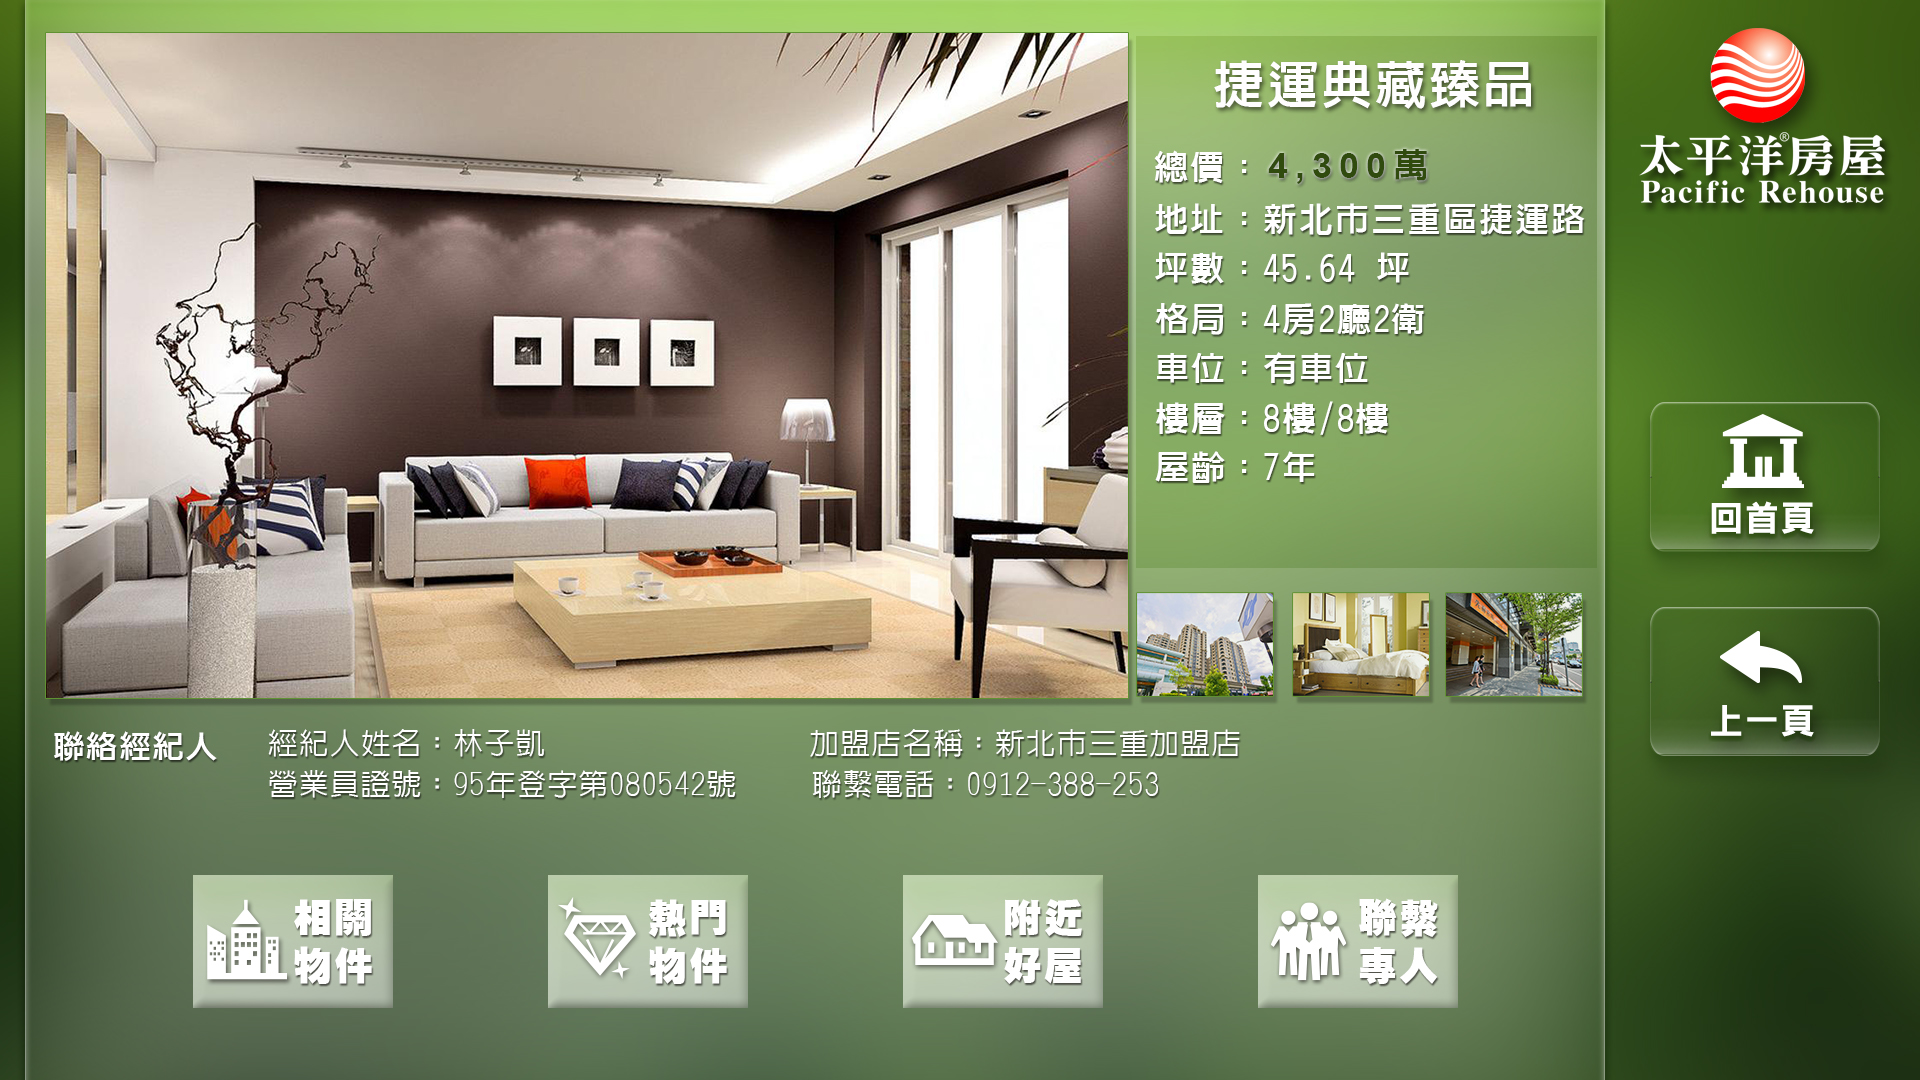 捷運典藏臻品
總價：4,300萬
地址：新北市三重區捷運路
坪數：45.64 坪
格局：4房2廳2衛
車位：有車位
樓層：8樓/8樓
屋齡：7年
太平洋房屋®
Pacific Rehouse
回首頁
上一頁
聯絡經紀人
經紀人姓名：林子凱
加盟店名稱：新北市三重加盟店
營業員證號：95年登字第080542號
聯繫電話：0912-388-253
相關
物件
熱門
物件
附近
好屋
聯繫
專人